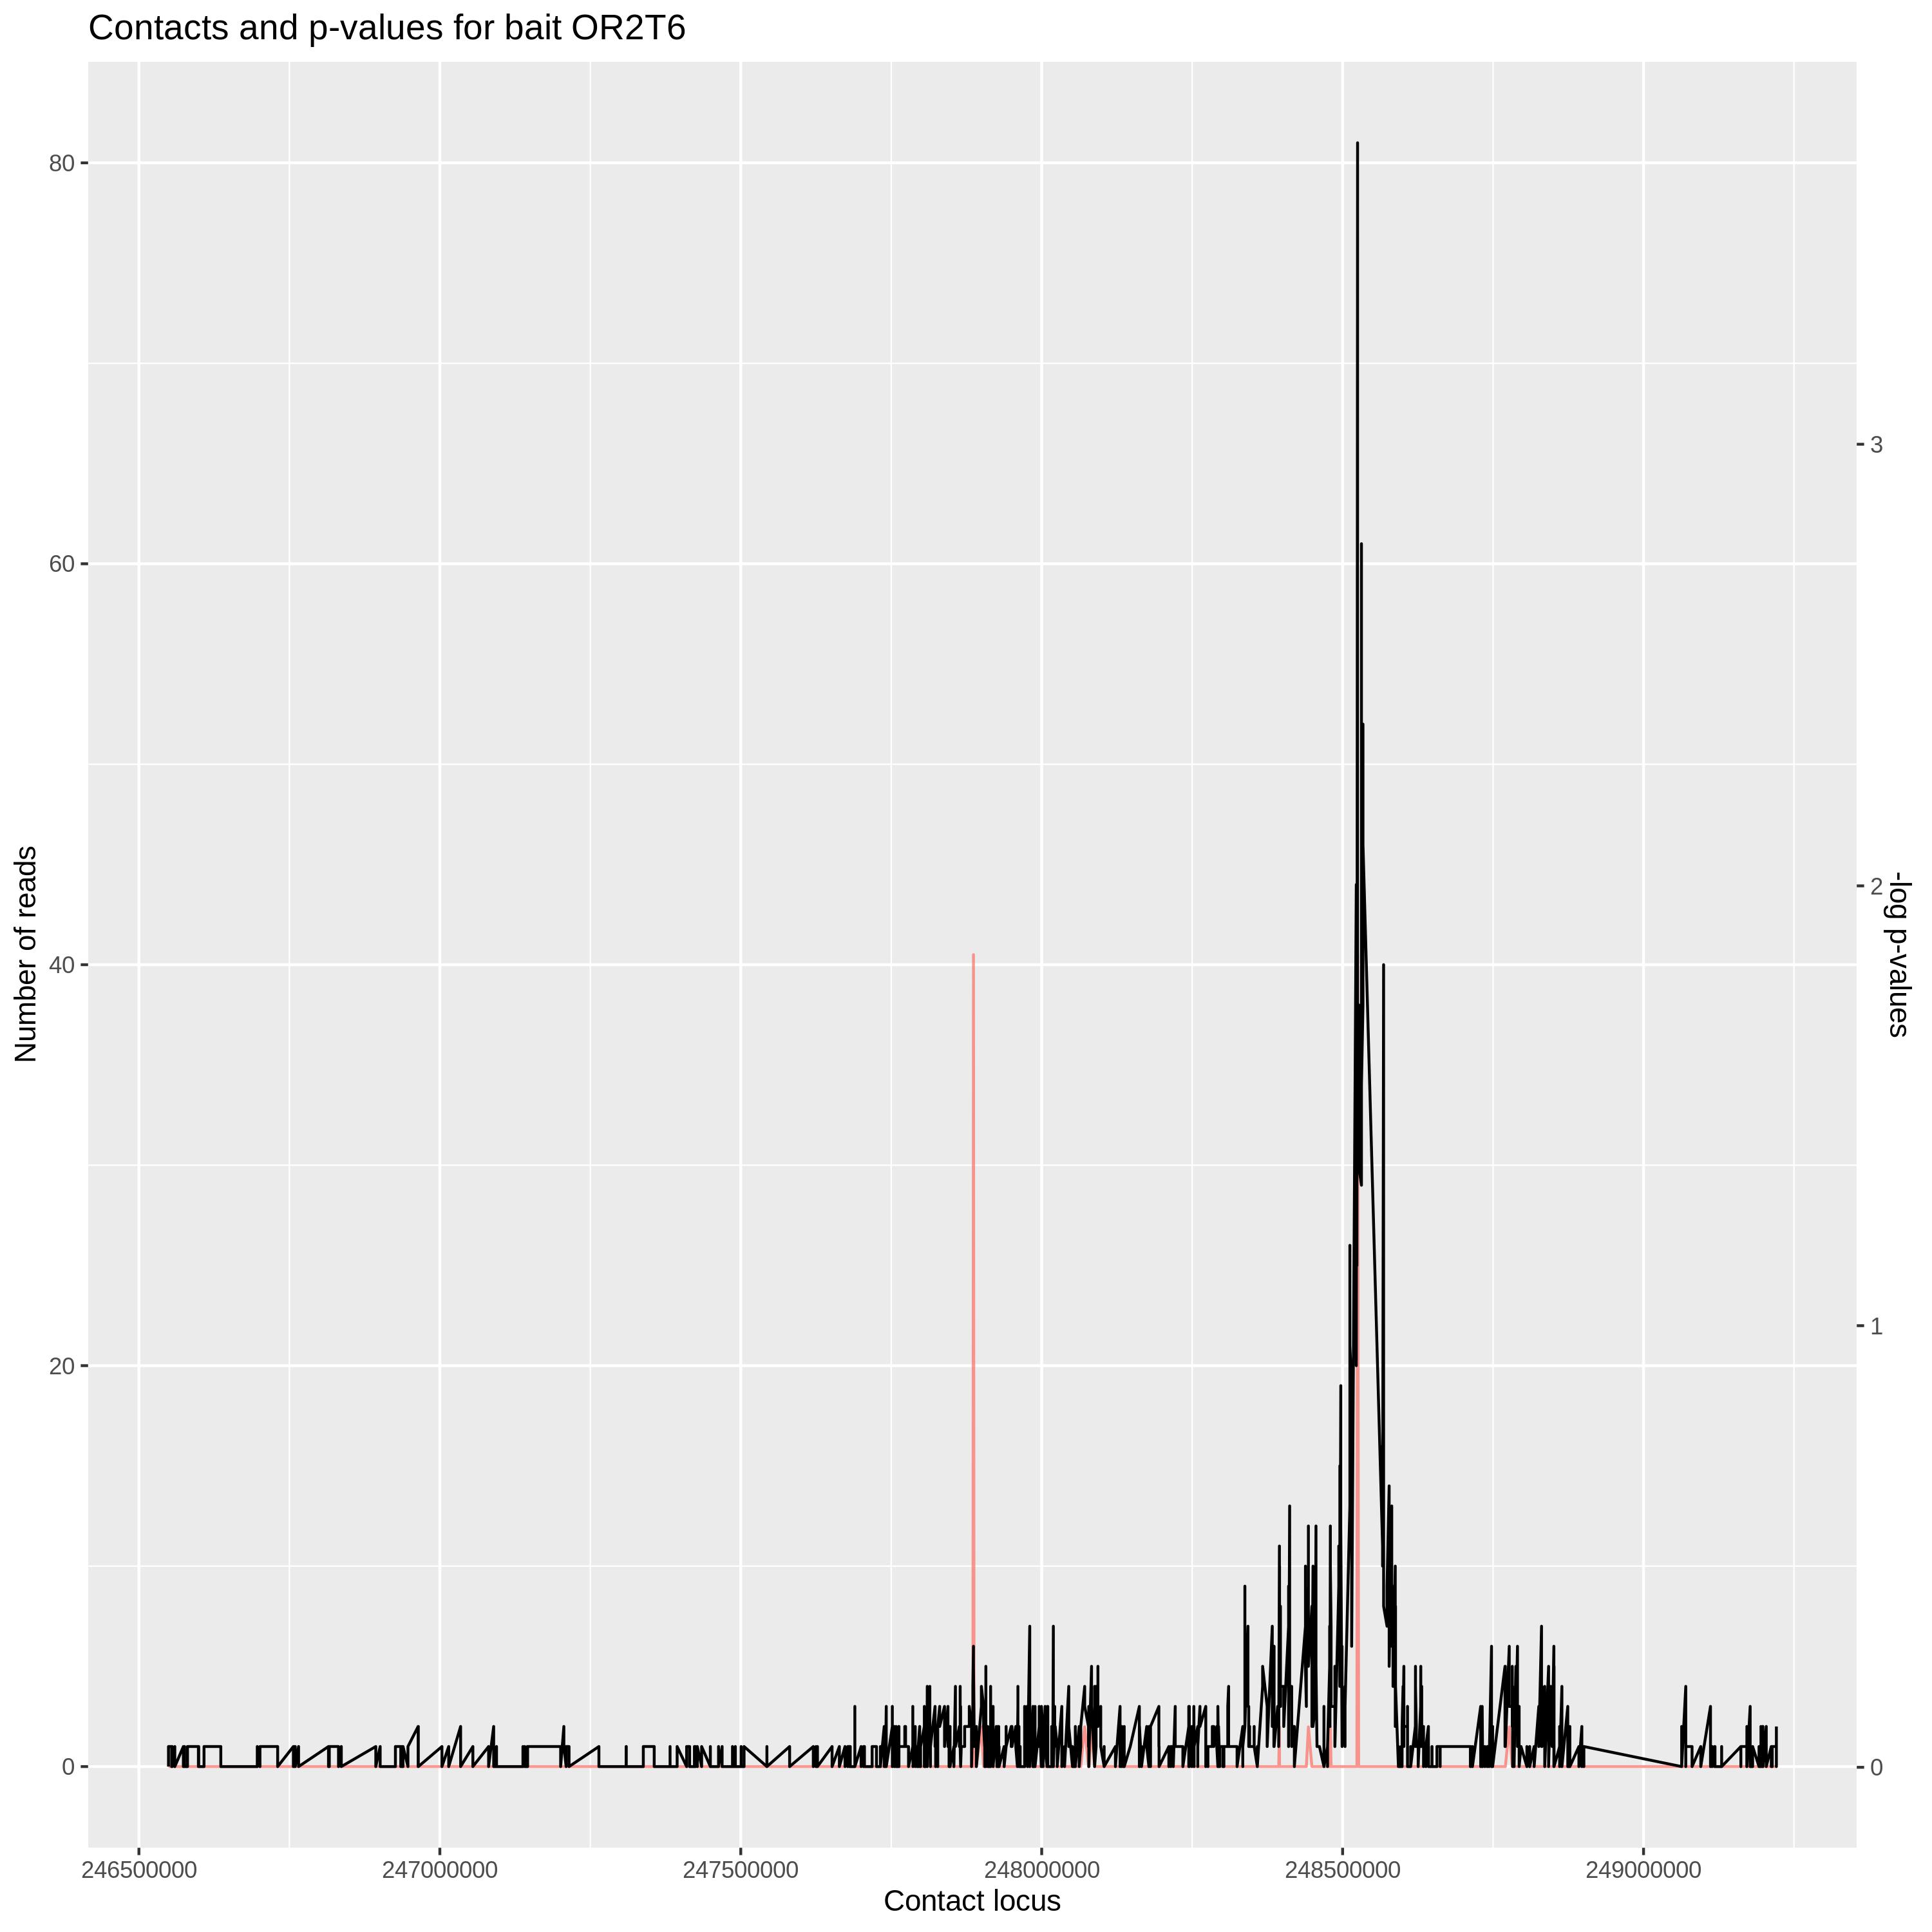 Contacts and p-values for bait OR2T6
80
60
40
20
0
Number of reads
3
2
1
0
-log p-values
246500000 247000000 247500000 248000000 248500000 249000000
Contact locus